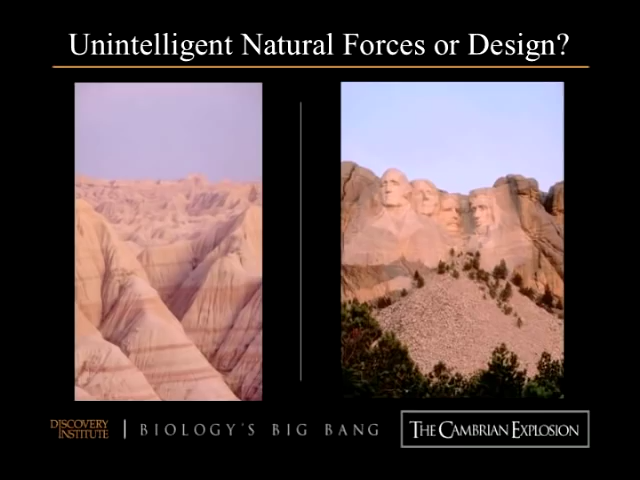 Unintelligent Natural Forces or Design?
DISCOVERY
INSTITUTE
BIOLOGY'S BIG BANG
THE CAMBRIAN EXPLOSION